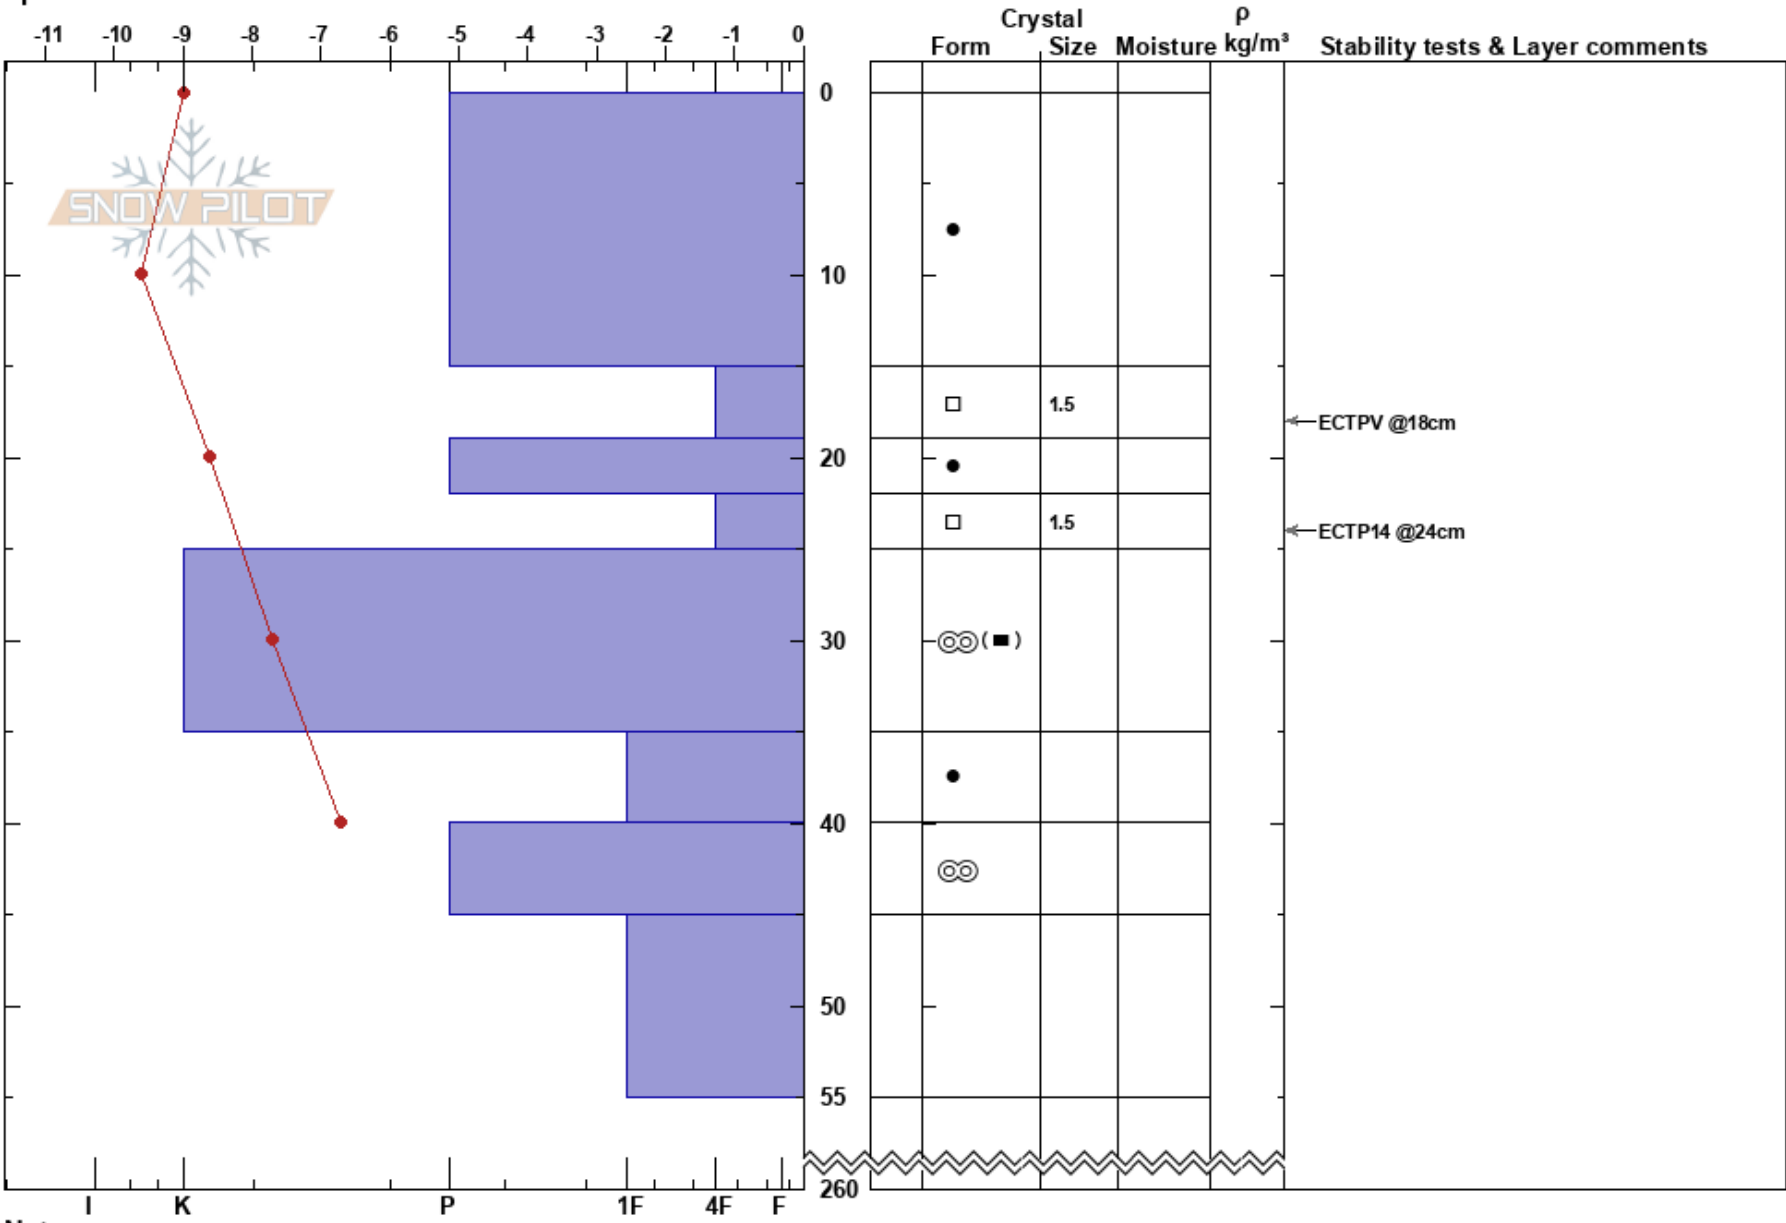 Crystal ρ
-11 -10 -9 -8 -7 -6 -5 -4 -3 -2 -1 0 Form Size Moisture kg/m³ Stability tests & Layer comments
0
SNOW PILOT
10
1.5
ECTPV @18cm
20
1.5
ECTP14 @24cm
30 ( )
40
50
55
260
I K P 1F 4F F